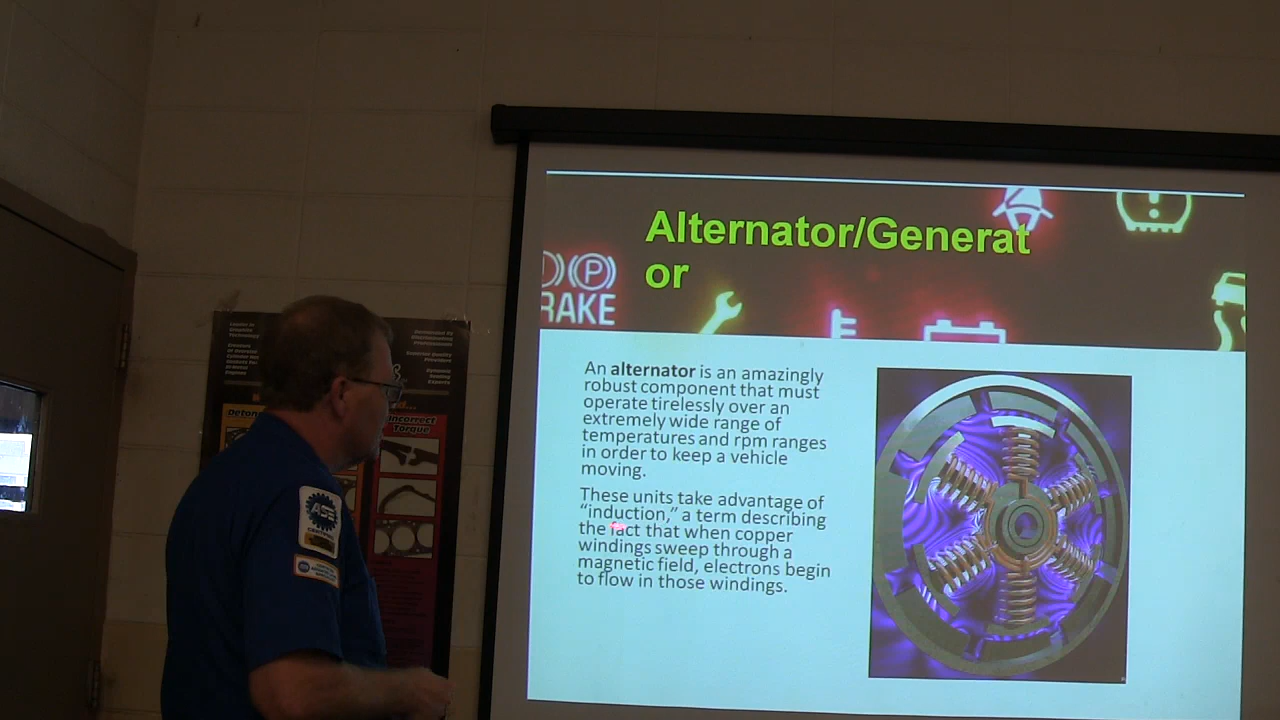 Alternator/Generat
or
P
BRAKE
An alternator is an amazingly
robust component that must
operate tirelessly over an
extremely wide range of
temperatures and rpm ranges
in order to keep a vehicle
moving.
These units take advantage of
“induction,” a term describing
the fact that when copper
windings sweep through a
magnetic field, electrons begin
to flow in those windings.
Incorrect
Torque
ASE